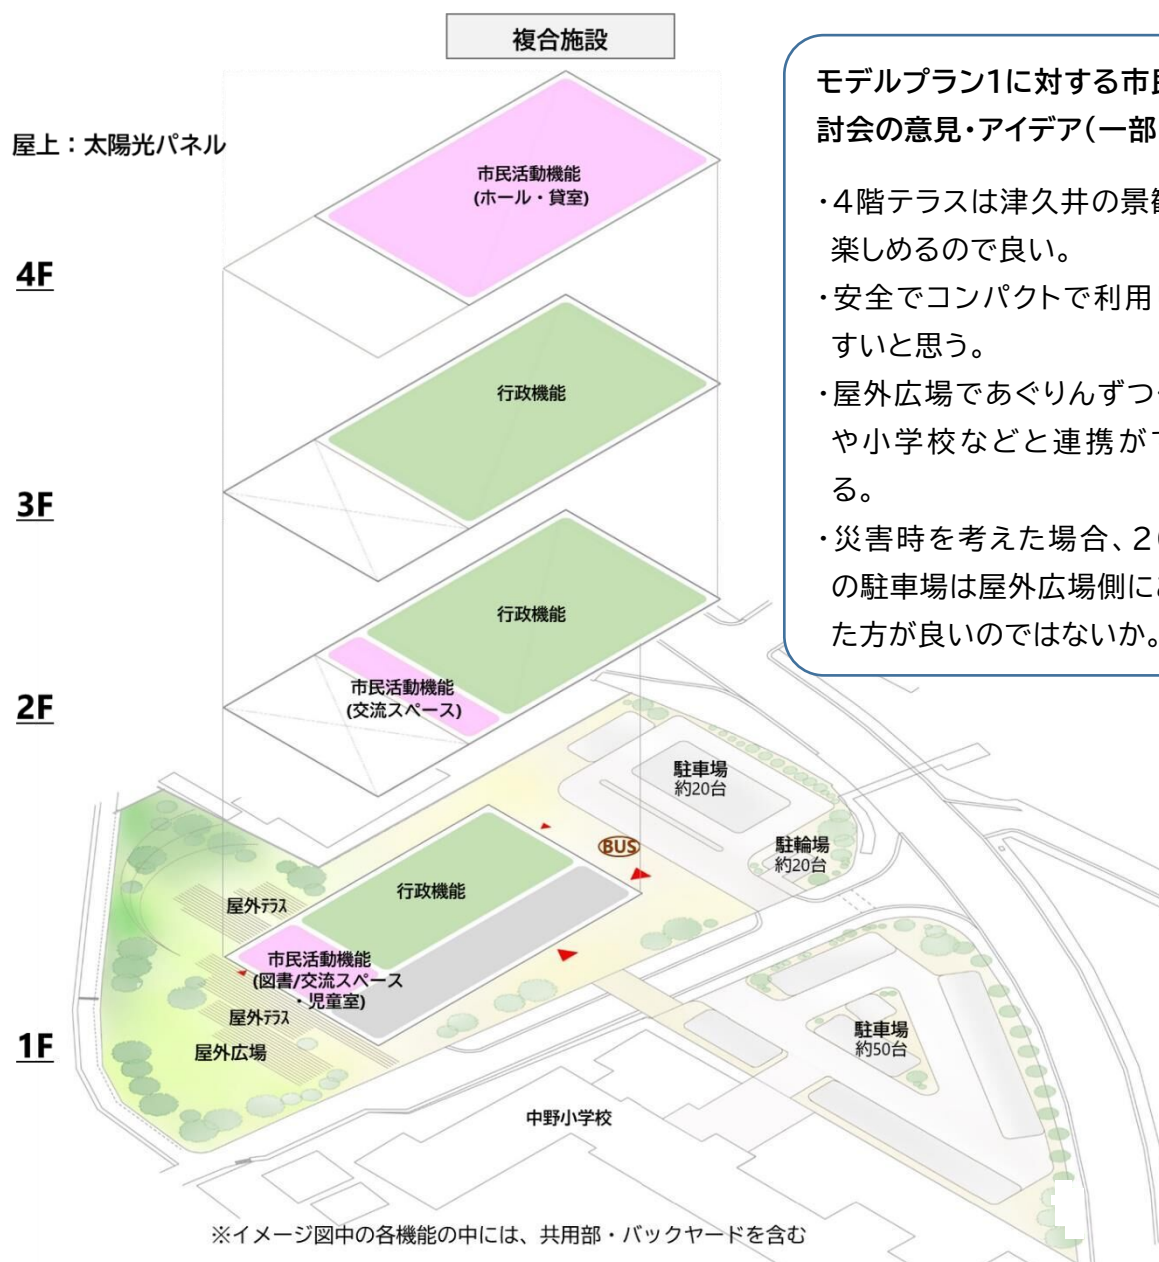 複合施設
屋上：太陽光パネル
市民活動機能
(ホール・貸室)
4F
行政機能
3F
行政機能
市民活動機能
(交流スペース)
2F
駐車場
約20台
BUS
駐輪場
約20台
行政機能
屋外テラス
市民活動機能
(図書/交流スペース
・児童室)
屋外テラス
屋外広場
1F
駐車場
約50台
中野小学校
※イメージ図中の各機能の中には、共用部・バックヤードを含む
モデルプラン1に対する市民
討会の意見・アイデア(一部
・4階テラスは津久井の景観
楽しめるので良い。
・安全でコンパクトで利用
すいと思う。
・屋外広場であぐりんずつ
や小学校などと連携が
る。
・災害時を考えた場合、2
の駐車場は屋外広場側に
た方が良いのではないか。